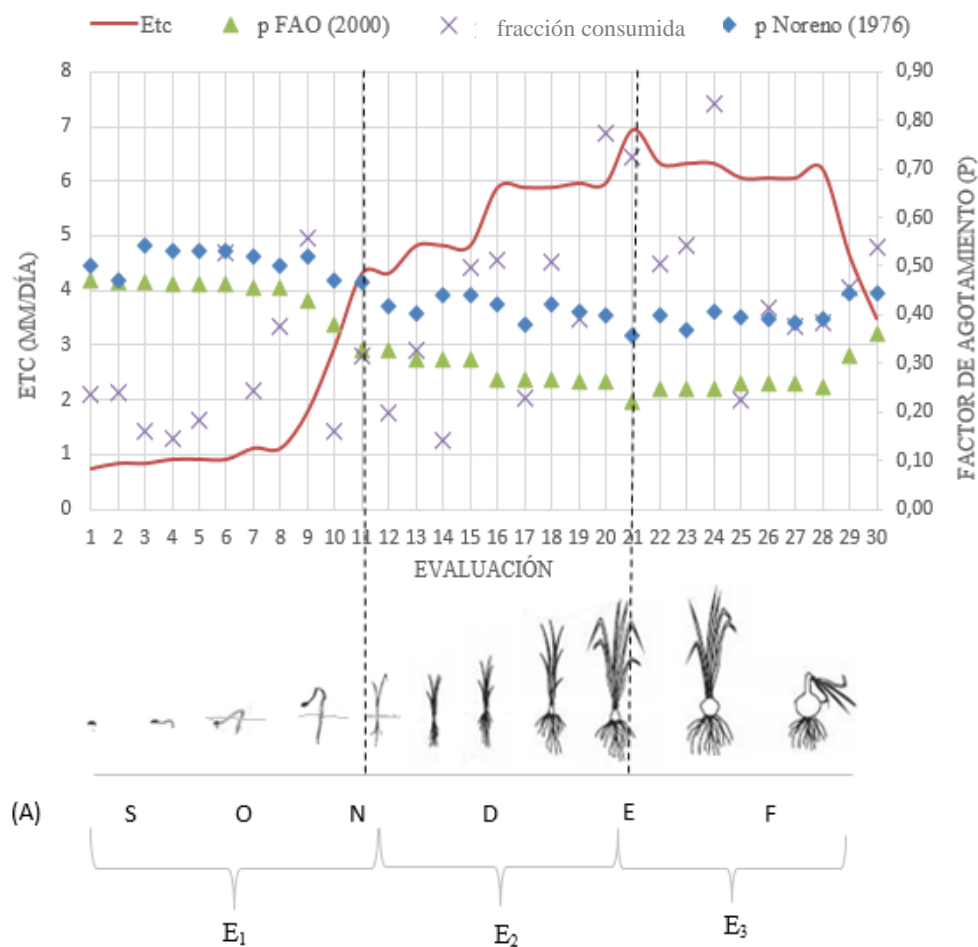 Etc p FAO (2000) fracción consumida p Noreno (1976)
8
7
6
5
4
3
2
1
0
ETC (MM/DÍA)
0,90
0,80
0,70
0,60
0,50
0,40
0,30
0,20
0,10
0,00
FACTOR DE AGOTAMIENTO (P)
1 2 3 4 5 6 7 8 9 10 11 12 13 14 15 16 17 18 19 20 21 22 23 24 25 26 27 28 29 30
EVALUACIÓN
(A) S O N D E F
E1 E2 E3